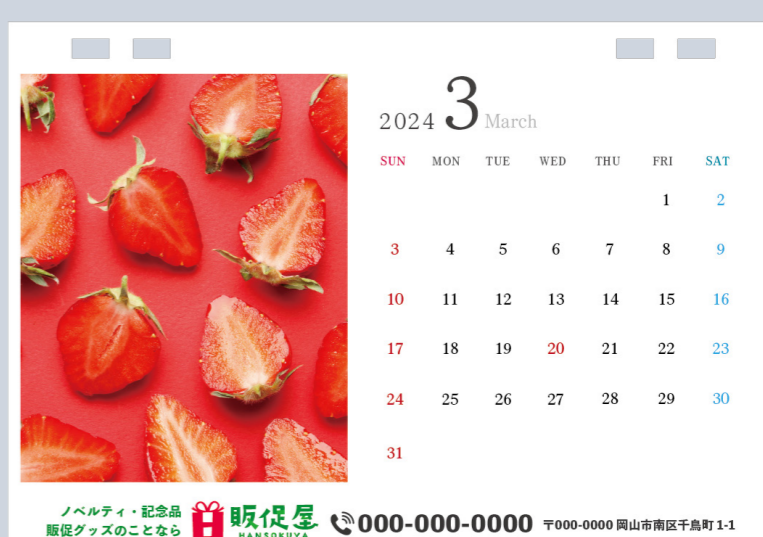 2024 3 March
SUN MON TUE WED THU FRI SAT
1 2
3 4 5 6 7 8 9
10 11 12 13 14 15 16
17 18 19 20 21 22 23
24 25 26 27 28 29 30
31
ノベルティ・記念品
販促グッズのことなら
販促屋
HANSOKUYA
000-000-0000 〒000-0000 岡山市南区千鳥町1-1